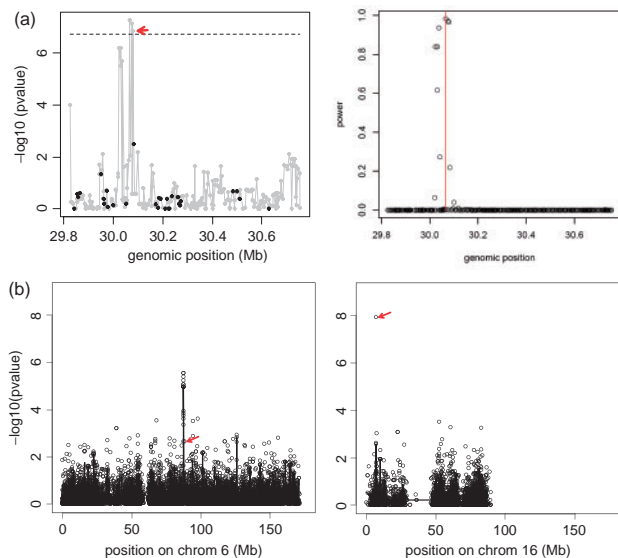 (a)
6
4
2
0
−log10 (pvalue)
29.8 30.0 30.2 30.4 30.6
genomic position (Mb)
1.0
0.8
0.6
0.4
0.2
0.0
power
29.8 30.0 30.2 30.4 30.6
genomic position
(b)
8
6
4
2
0
−log10(pvalue)
0 50 100 150
position on chrom 6 (Mb)
8
6
4
2
0
0 50 100 150
position on chrom 16 (Mb)